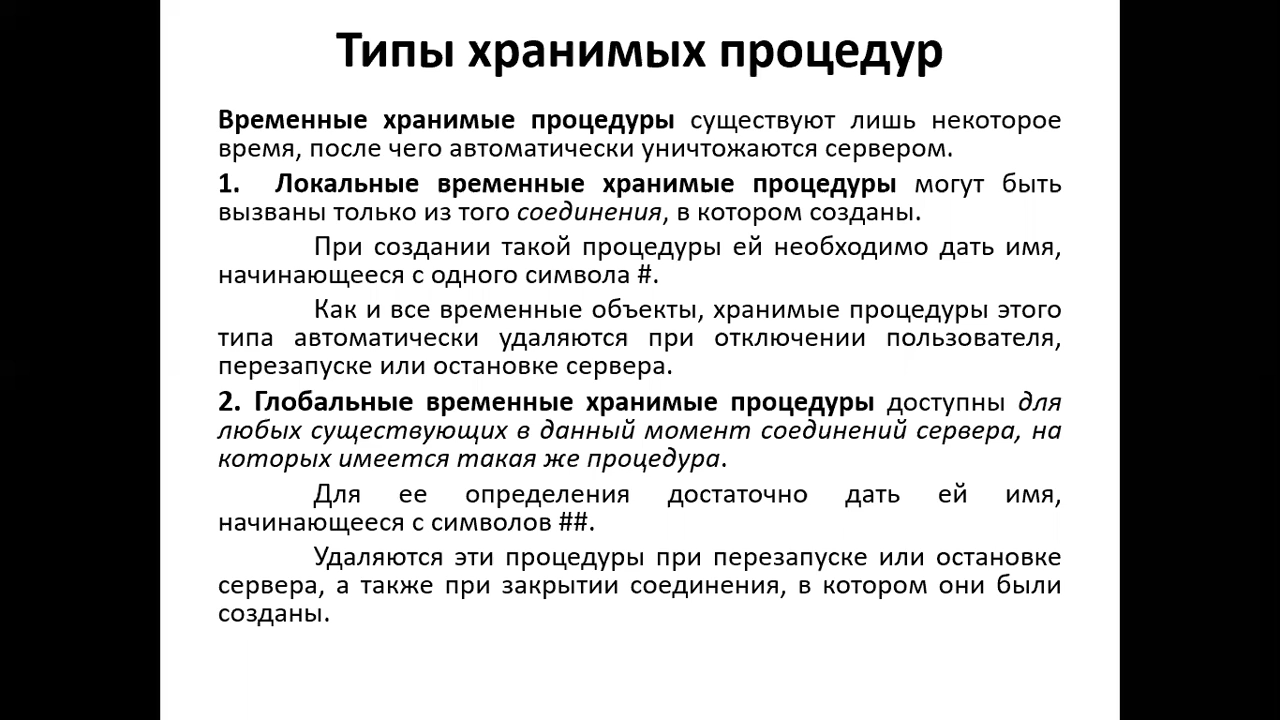 Типы хранимых процедур
Временные хранимые процедуры существуют лишь некоторое
время, после чего автоматически уничтожаются сервером.
1. Локальные временные хранимые процедуры могут быть
вызваны только из того соединения, в котором созданы.
При создании такой процедуры ей необходимо дать имя,
начинающееся с одного символа #.
Как и все временные объекты, хранимые процедуры этого
типа автоматически удаляются при отключении пользователя,
перезапуске или остановке сервера.
2. Глобальные временные хранимые процедуры доступны для
любых существующих в данный момент соединений сервера, на
которых имеется такая же процедура.
Для ее определения достаточно дать ей имя,
начинающееся с символов ##.
Удаляются эти процедуры при перезапуске или остановке
сервера, а также при закрытии соединения, в котором они были
созданы.